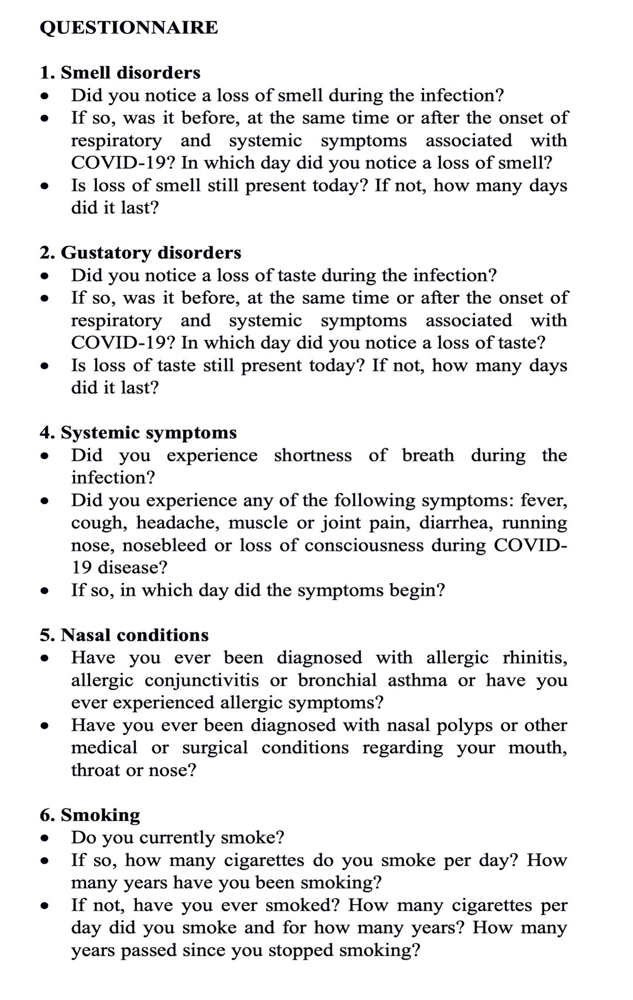 QUESTIONNAIRE
1. Smell disorders
• Did you notice a loss of smell during the infection?
• If so, was it before, at the same time or after the onset of
respiratory and systemic symptoms associated with
COVID-19? In which day did you notice a loss of smell?
• Is loss of smell still present today? If not, how many days
did it last?
2. Gustatory disorders
• Did you notice a loss of taste during the infection?
• If so, was it before, at the same time or after the onset of
respiratory and systemic symptoms associated with
COVID-19? In which day did you notice a loss of taste?
• Is loss of taste still present today? If not, how many days
did it last?
4. Systemic symptoms
• Did you experience shortness of breath during the
infection?
• Did you experience any of the following symptoms: fever,
cough, headache, muscle or joint pain, diarrhea, running
nose, nosebleed or loss of consciousness during COVID-
19 disease?
• If so, in which day did the symptoms begin?
5. Nasal conditions
• Have you ever been diagnosed with allergic rhinitis,
allergic conjunctivitis or bronchial asthma or have you
ever experienced allergic symptoms?
• Have you ever been diagnosed with nasal polyps or other
medical or surgical conditions regarding your mouth,
throat or nose?
6. Smoking
• Do you currently smoke?
• If so, how many cigarettes do you smoke per day? How
many years have you been smoking?
• If not, have you ever smoked? How many cigarettes per
day did you smoke and for how many years? How many
years passed since you stopped smoking?